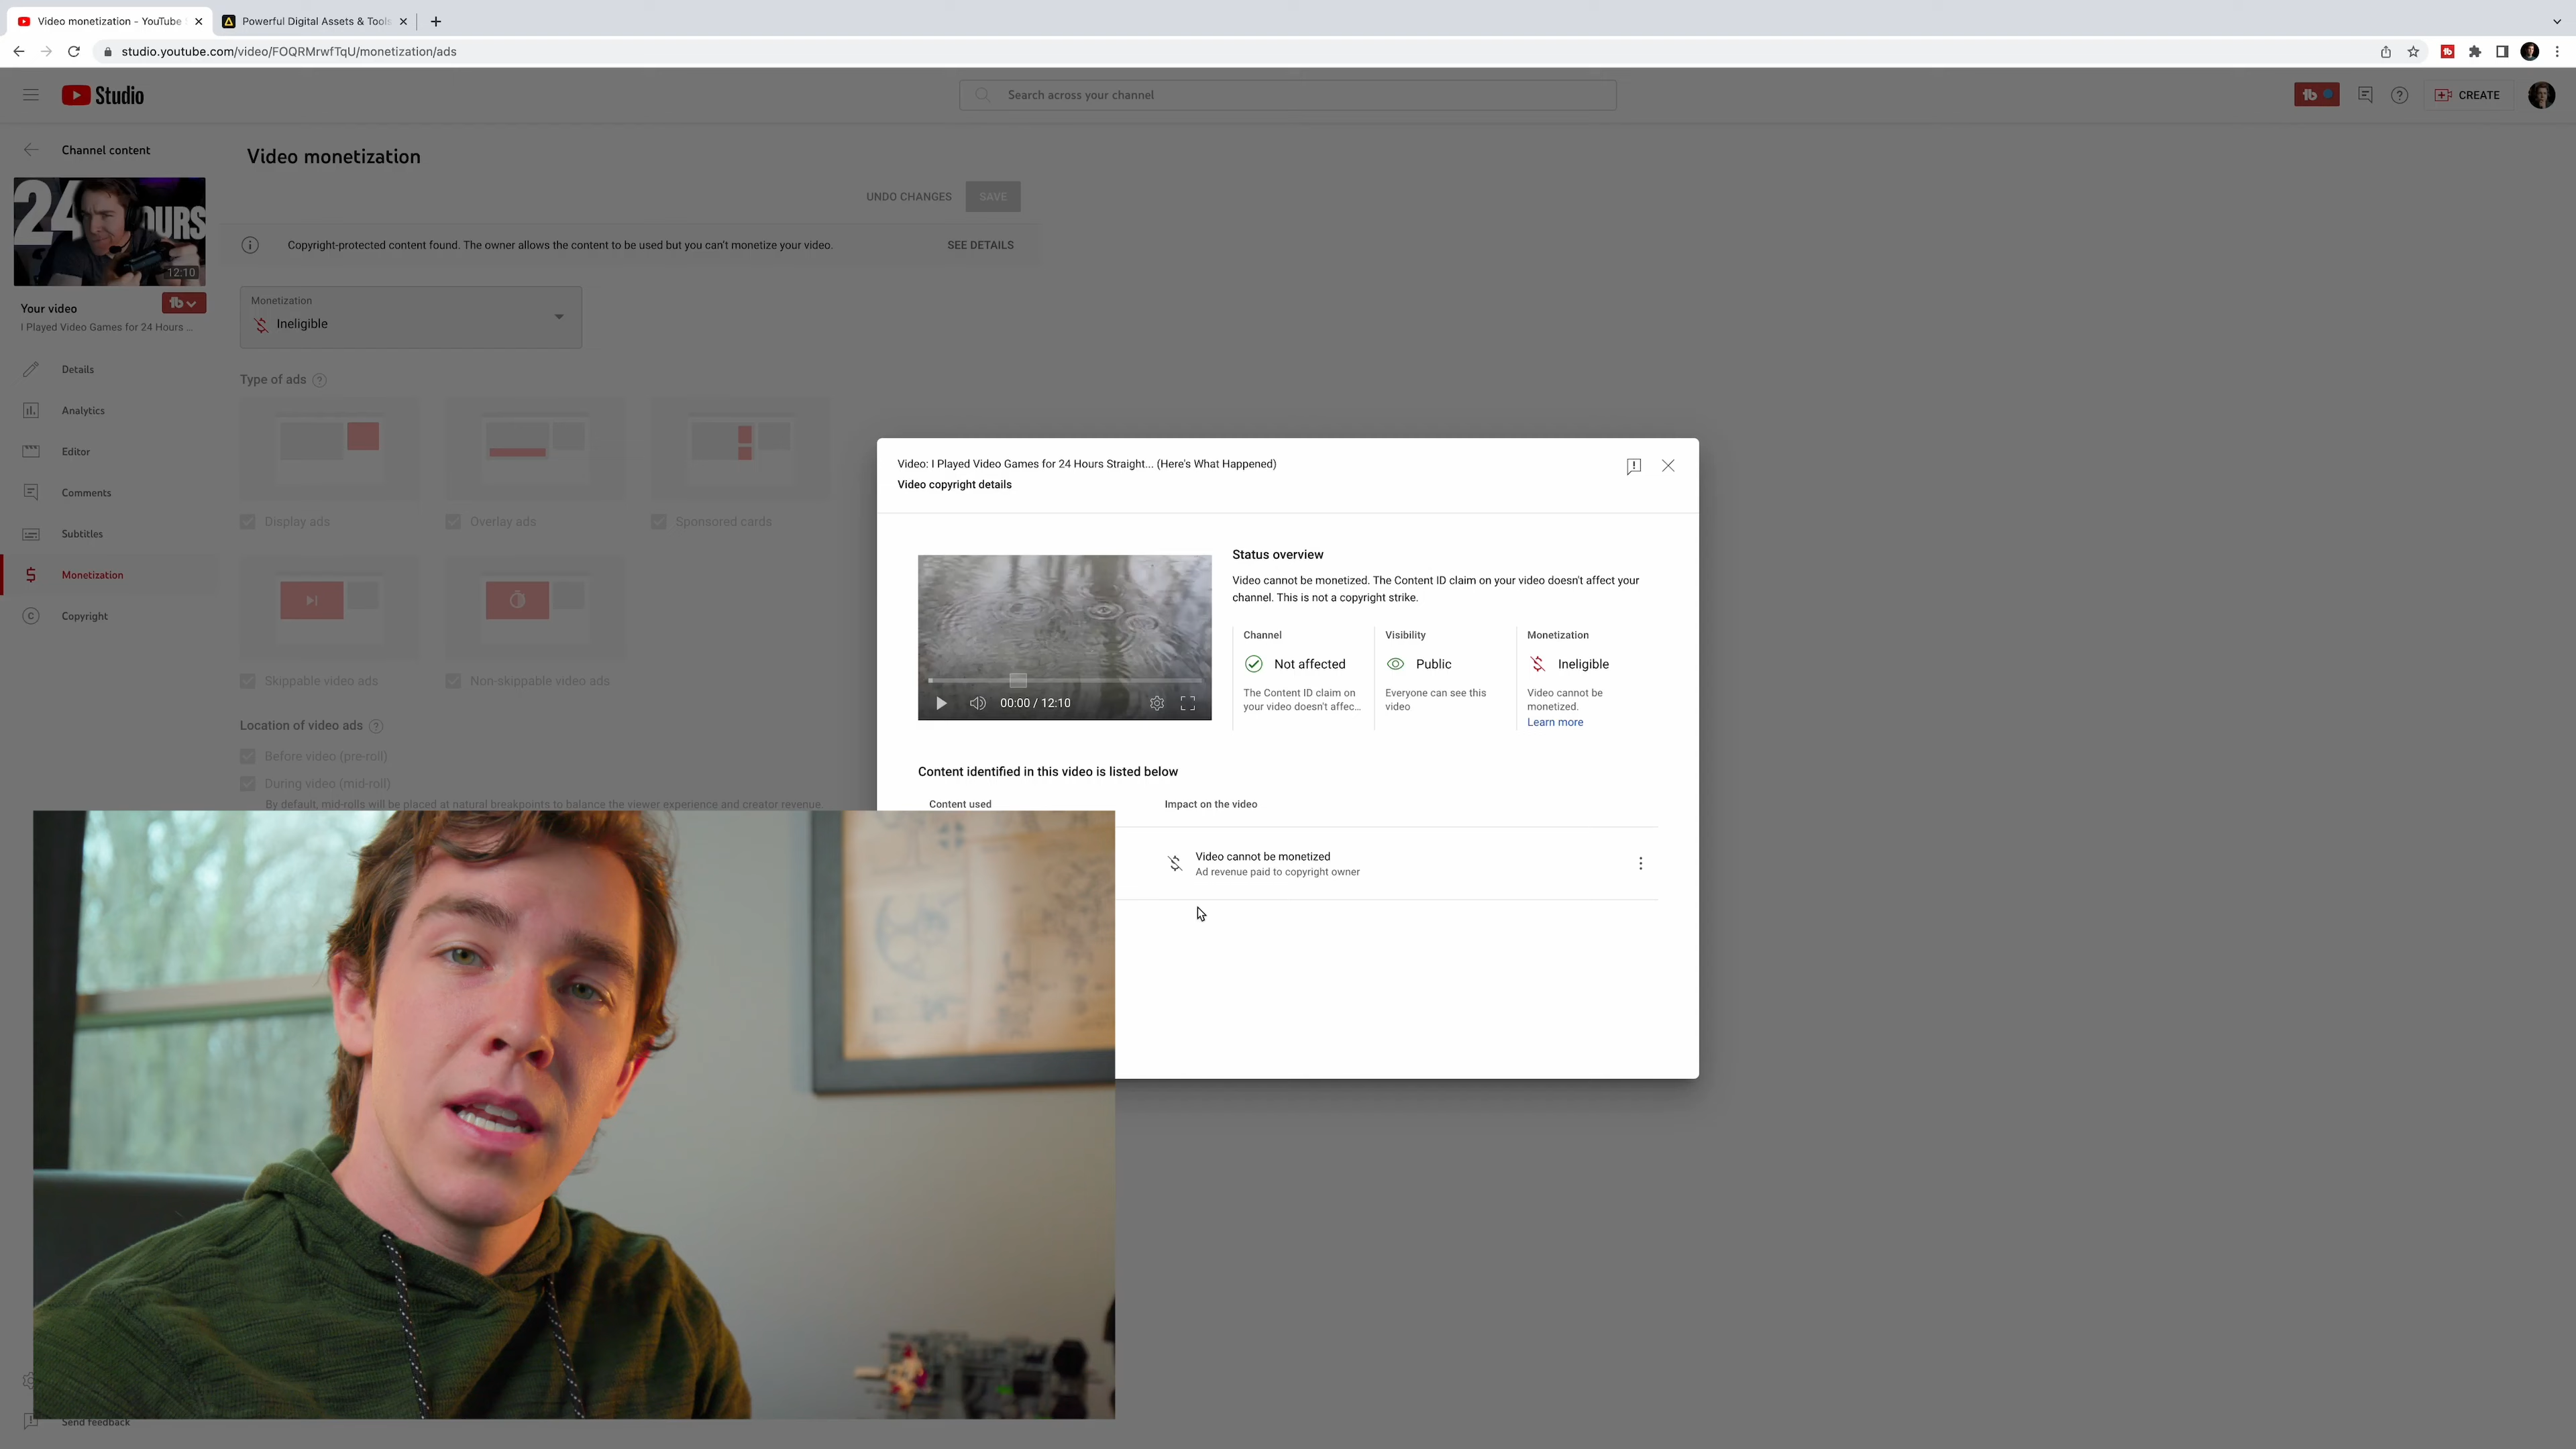 Video monetization - YouTube
Powerful Digital Assets & Tools
studio.youtube.com/video/FOQRMrwfTqU/monetization/ads
Studio
Search across your channel
CREATE
Channel content
24 HOURS
12:10
Your video
I Played Video Games for 24 Hours ...
Details
Analytics
Editor
Comments
Subtitles
Monetization
Copyright
Send feedback
Video monetization
UNDO CHANGES
SAVE
Copyright-protected content found. The owner allows the content to be used but you can't monetize your video.
SEE DETAILS
Monetization
Ineligible
Type of ads
Display ads
Overlay ads
Sponsored cards
Skippable video ads
Non-skippable video ads
Location of video ads
Before video (pre-roll)
During video (mid-roll)
By default, mid-rolls will be placed at natural breakpoints to balance the viewer experience and creator revenue.
Video: I Played Video Games for 24 Hours Straight... (Here's What Happened)
Video copyright details
00:00 / 12:10
Status overview
Video cannot be monetized. The Content ID claim on your video doesn't affect your
channel. This is not a copyright strike.
Channel
Not affected
The Content ID claim on
your video doesn't affec...
Visibility
Public
Everyone can see this
video
Monetization
Ineligible
Video cannot be
monetized.
Learn more
Content identified in this video is listed below
Content used
Impact on the video
Video cannot be monetized
Ad revenue paid to copyright owner